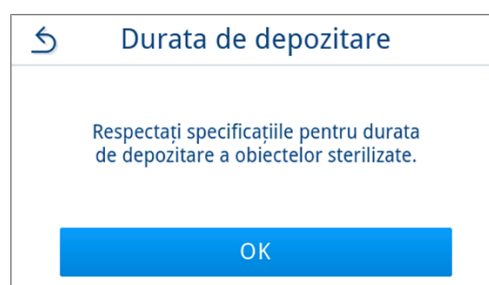 Durata de depozitare
Respectați specificațiile pentru durata
de depozitare a obiectelor sterilizate.
OK